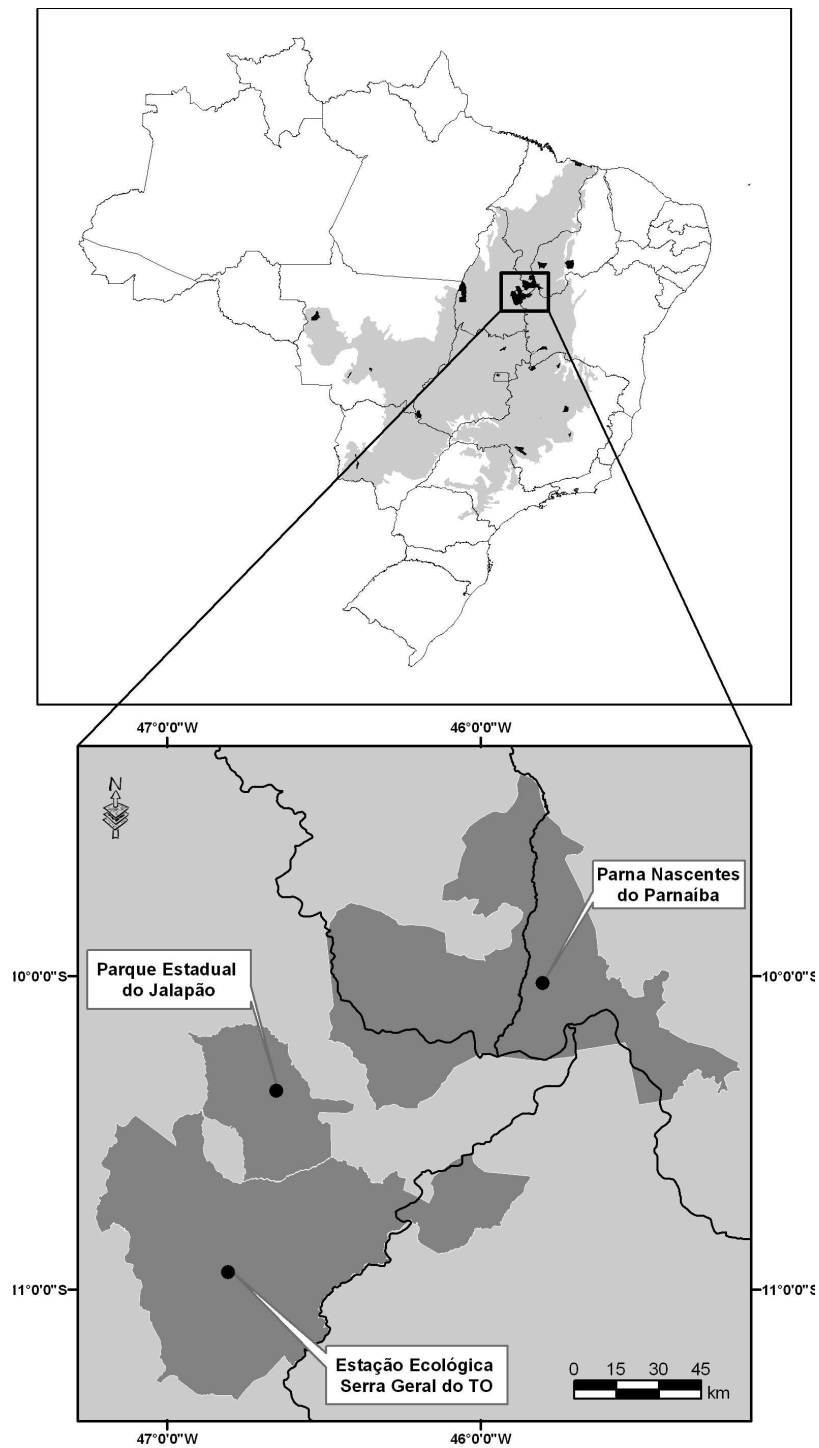 47°0'0"W
46°0'0"W
N
Parna Nascentes
do Parnaíba
10°0'0"S
10°0'0"S
Parque Estadual
do Jalapão
11°0'0"S
11°0'0"S
Estação Ecológica
Serra Geral do TO
0 15 30 45
km
47°0'0"W
46°0'0"W